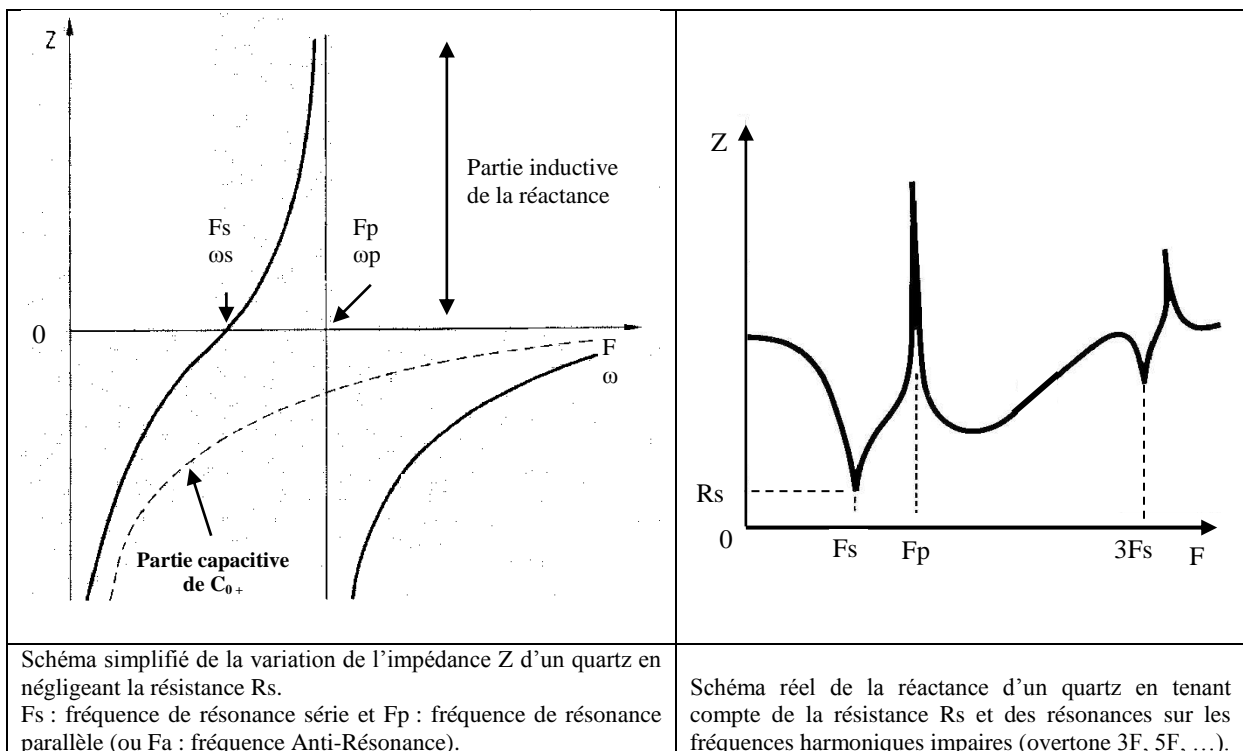 Z
Partie inductive
de la réactance
Fs
ωs
Fp
ωp
0
F
ω
Partie capacitive
de C0 +
Z
Rs
0
Fs
Fp
3Fs
F
Schéma simplifié de la variation de l’impédance Z d’un quartz en
négligeant la résistance Rs.
Fs : fréquence de résonance série et Fp : fréquence de résonance
parallèle (ou Fa : fréquence Anti-Résonance).
Schéma réel de la réactance d’un quartz en tenant
compte de la résistance Rs et des résonances sur les
fréquences harmoniques impaires (overtone 3F, 5F, …).